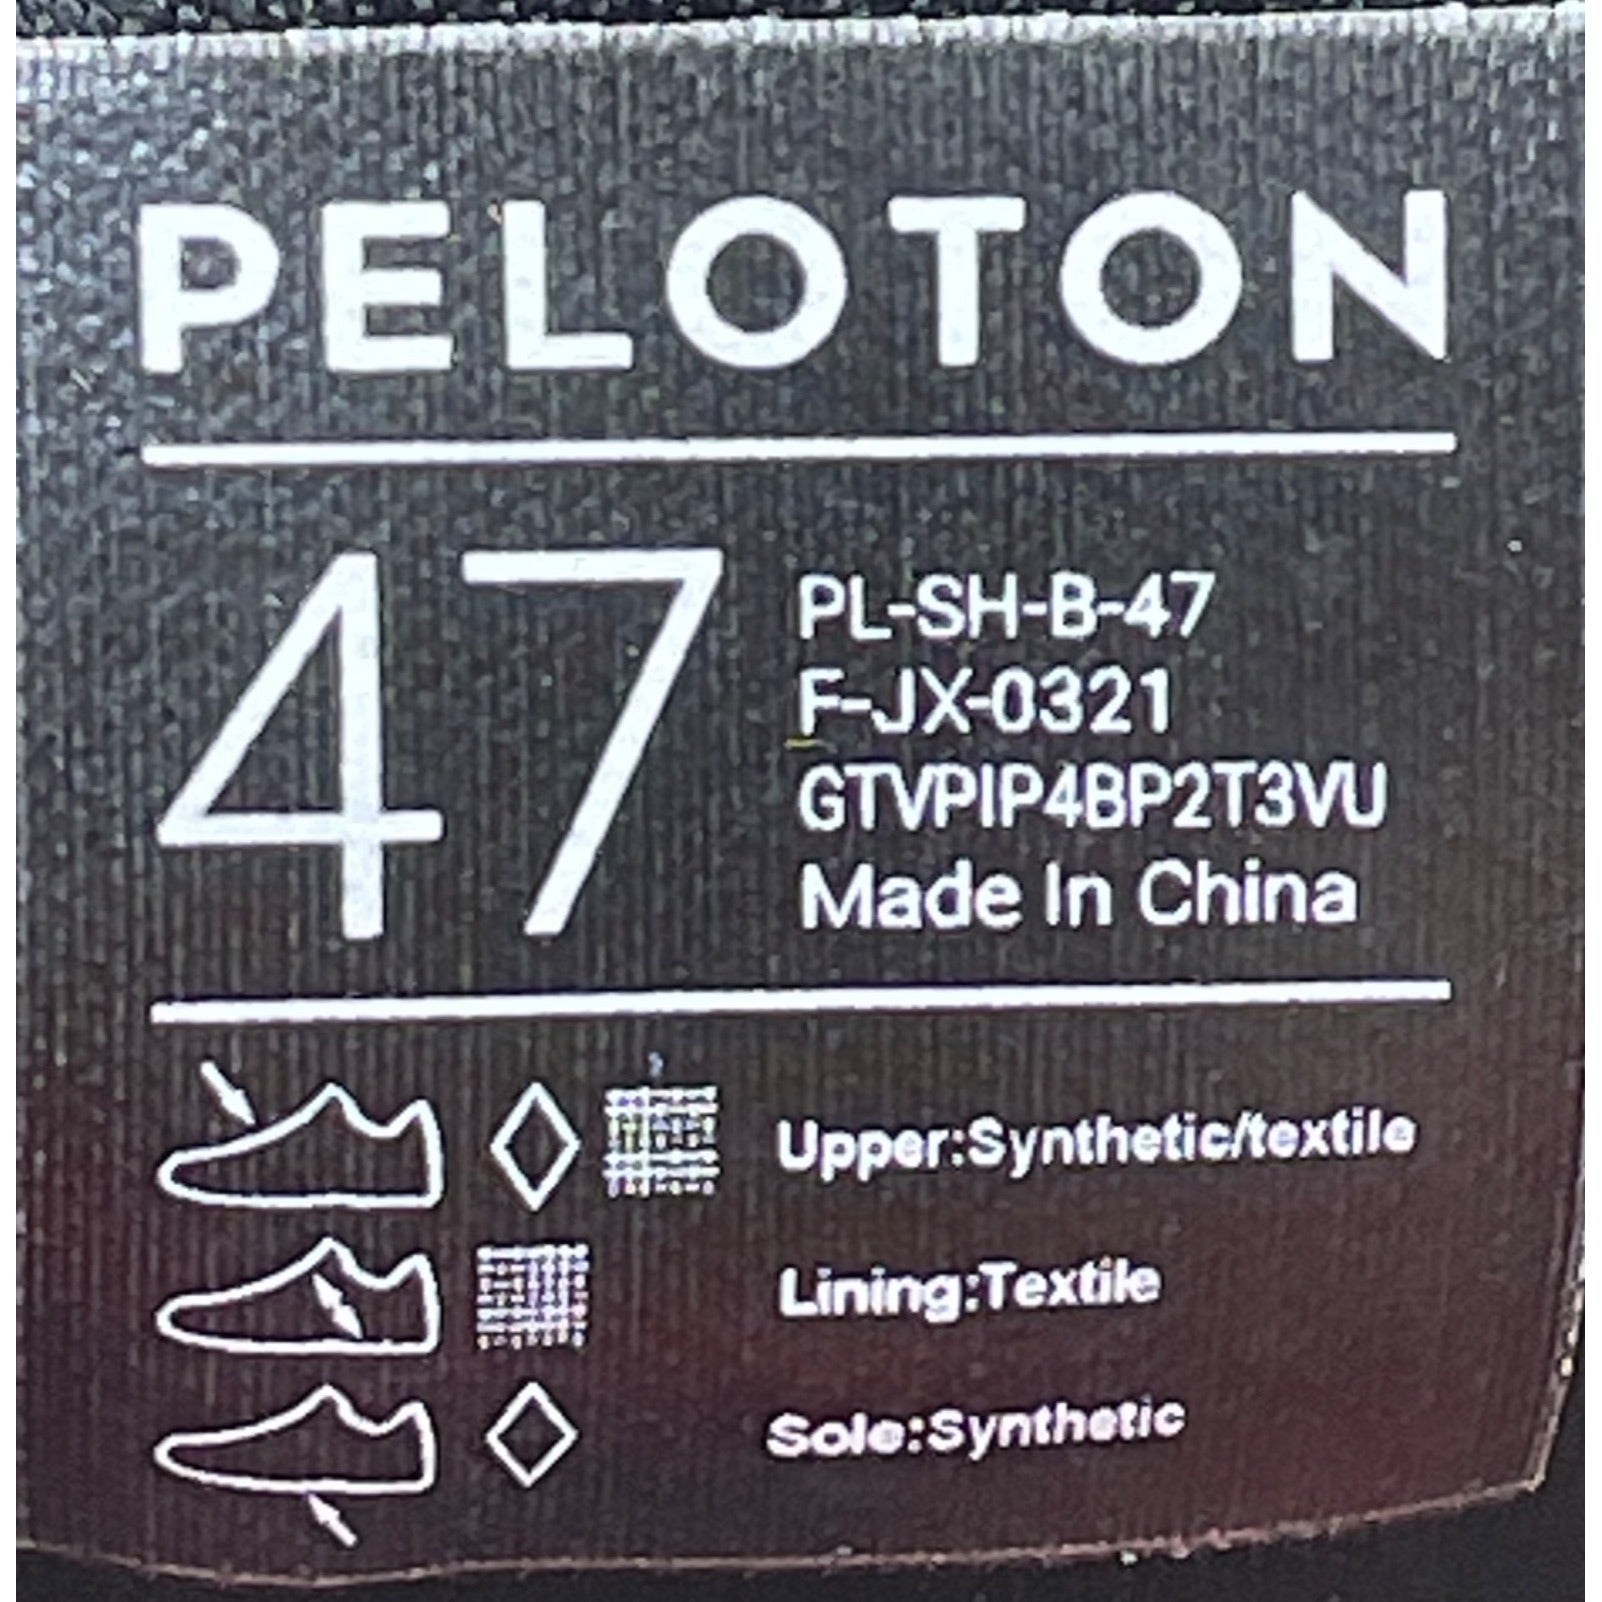 PELOTON
47
PL-SH-B-47
F-JX-0321
GTVPIP4BP2T3VU
Made In China
Upper:Synthetic/textile
Lining:Textile
Sole:Synthetic